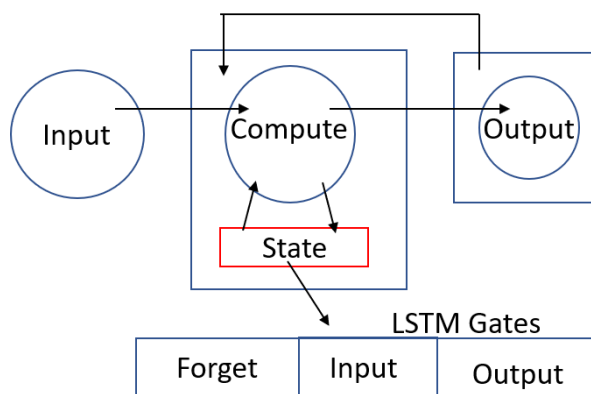 Input
Compute
Output
State
LSTM Gates
Forget
Input
Output